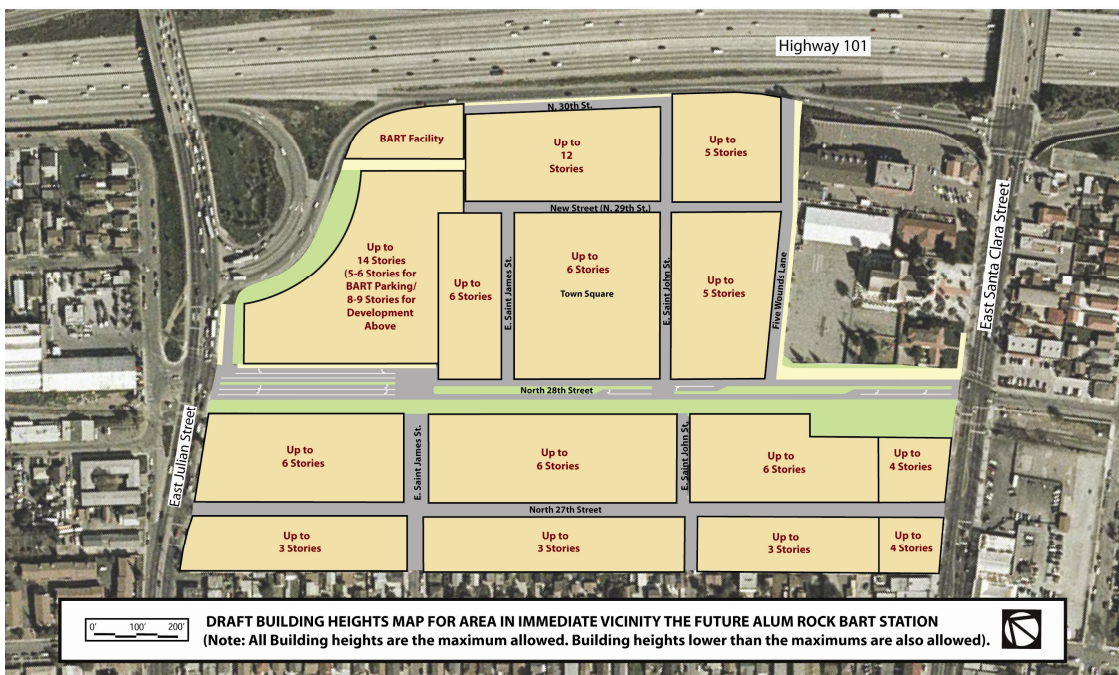 Highway 101
N. 30th St.
BART Facility
Up to
12
Stories
Up to
5 Stories
New Street (N. 29th St.)
Up to
14 Stories
(5-6 Stories for
BART Parking/
8-9 Stories for
Development
Above
Up to
6 Stories
E. Saint James St.
Up to
6 Stories
Town Square
E. Saint John St.
Up to
5 Stories
Five Wounds Lane
East Santa Clara Street
North 28th Street
East Julian Street
Up to
6 Stories
E. Saint James St.
Up to
6 Stories
E. Saint John St.
Up to
6 Stories
Up to
4 Stories
North 27th Street
Up to
3 Stories
Up to
3 Stories
Up to
3 Stories
Up to
4 Stories
0' 100' 200'
DRAFT BUILDING HEIGHTS MAP FOR AREA IN IMMEDIATE VICINITY THE FUTURE ALUM ROCK BART STATION
(Note: All Building heights are the maximum allowed. Building heights lower than the maximums are also allowed).